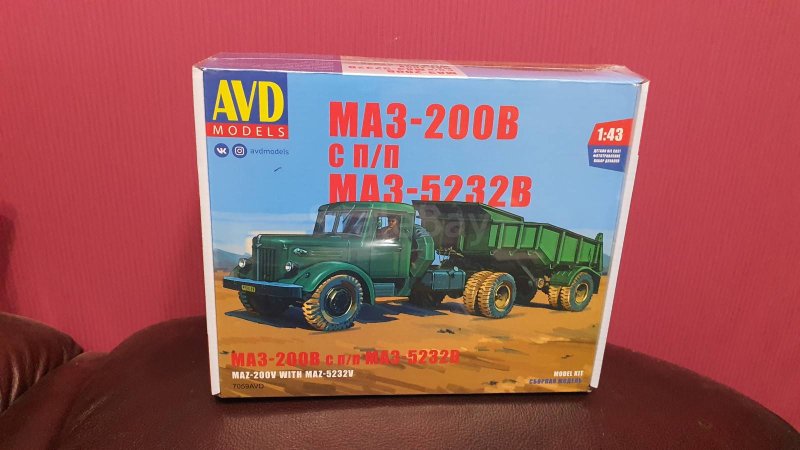 AVD
MODELS
avdmodels
МАЗ-200В
С П/П
МАЗ-5232В
1:43
МАЗ-200В с п/п МАЗ-5232В
MAZ-200V WITH MAZ-5232V
7069AVD
MODEL KIT
СБОРНАЯ МОДЕЛЬ